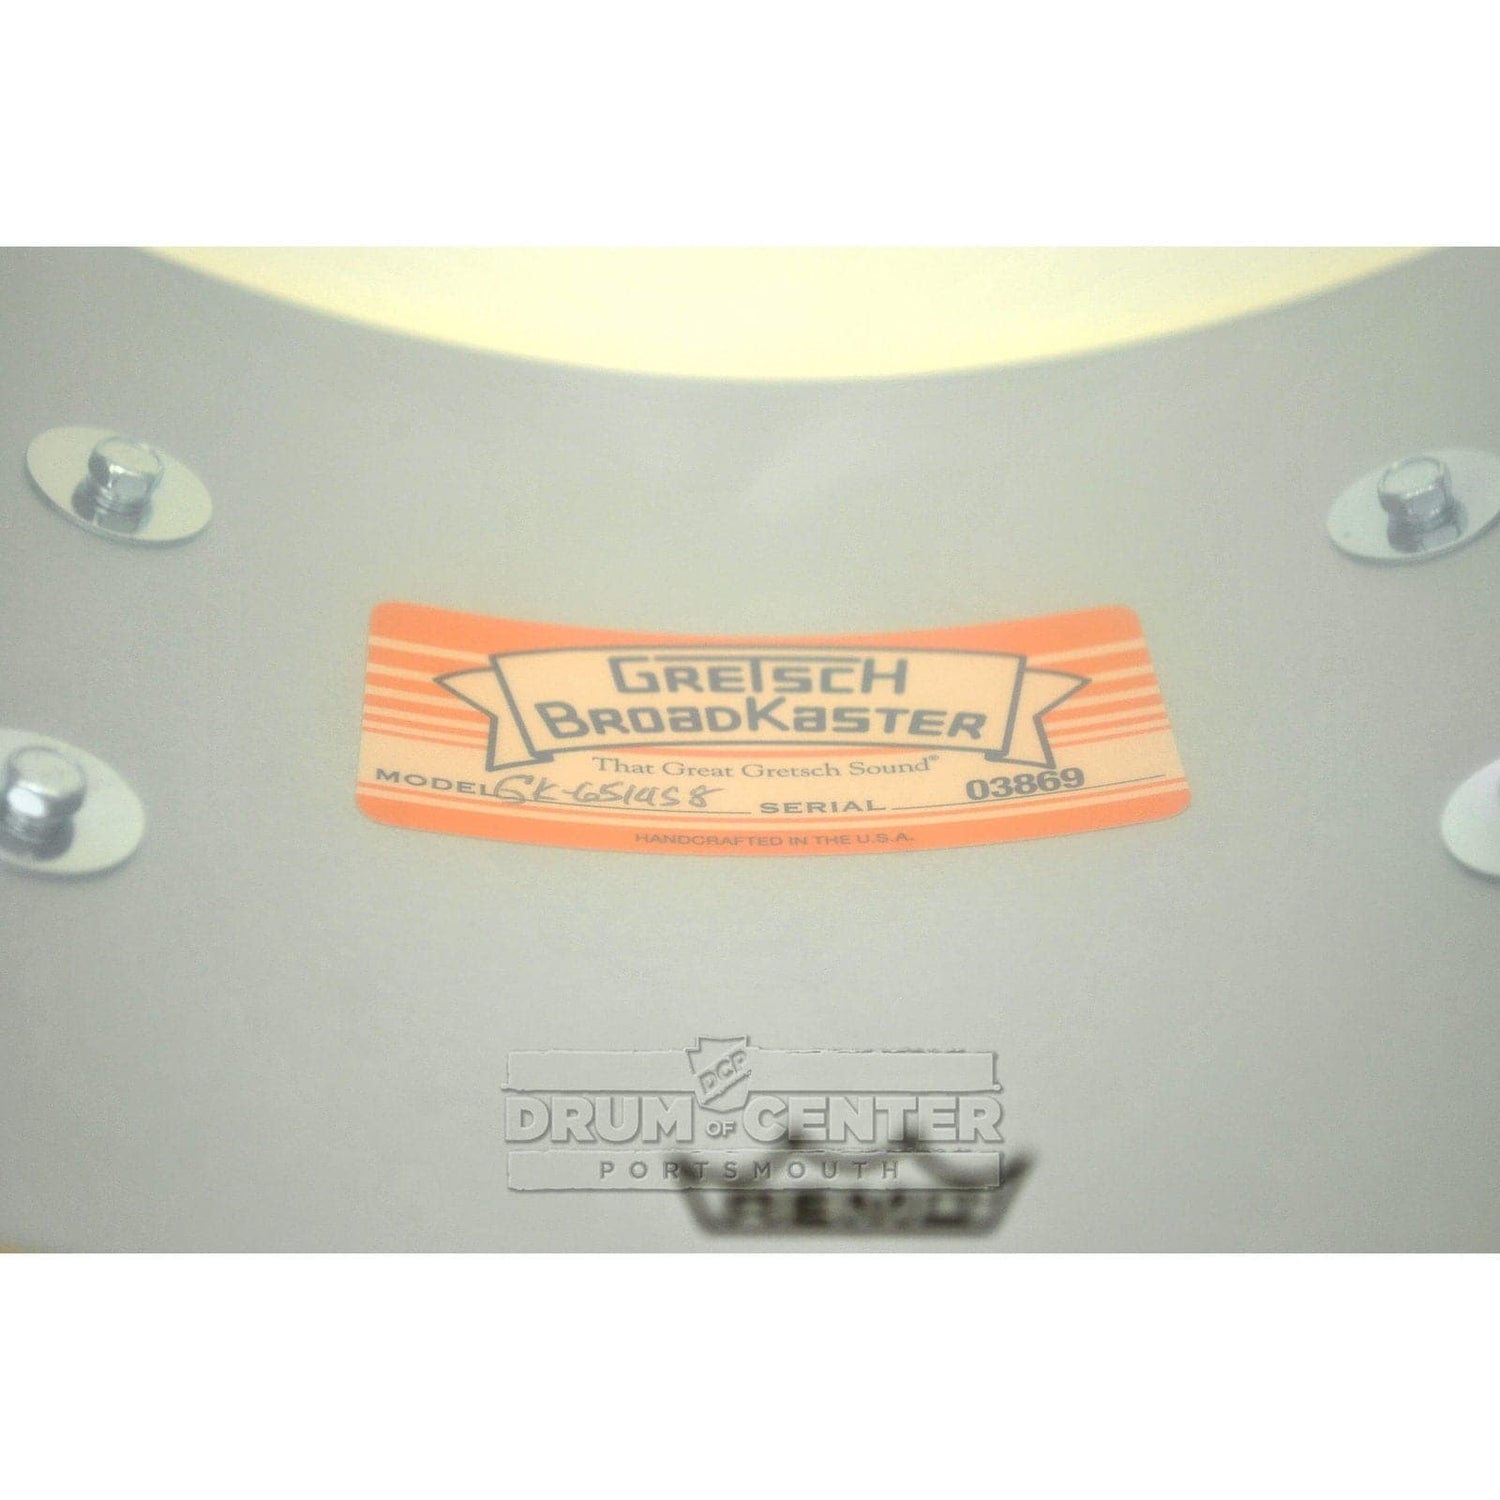 GRETSCH
BROADKASTER
That Great Gretsch Sound®
MODEL GK-6514S8 SERIAL 03869
HANDCRAFTED IN THE U.S.A.
DCP
DRUM OF CENTER
PORTSMOUTH
REMO